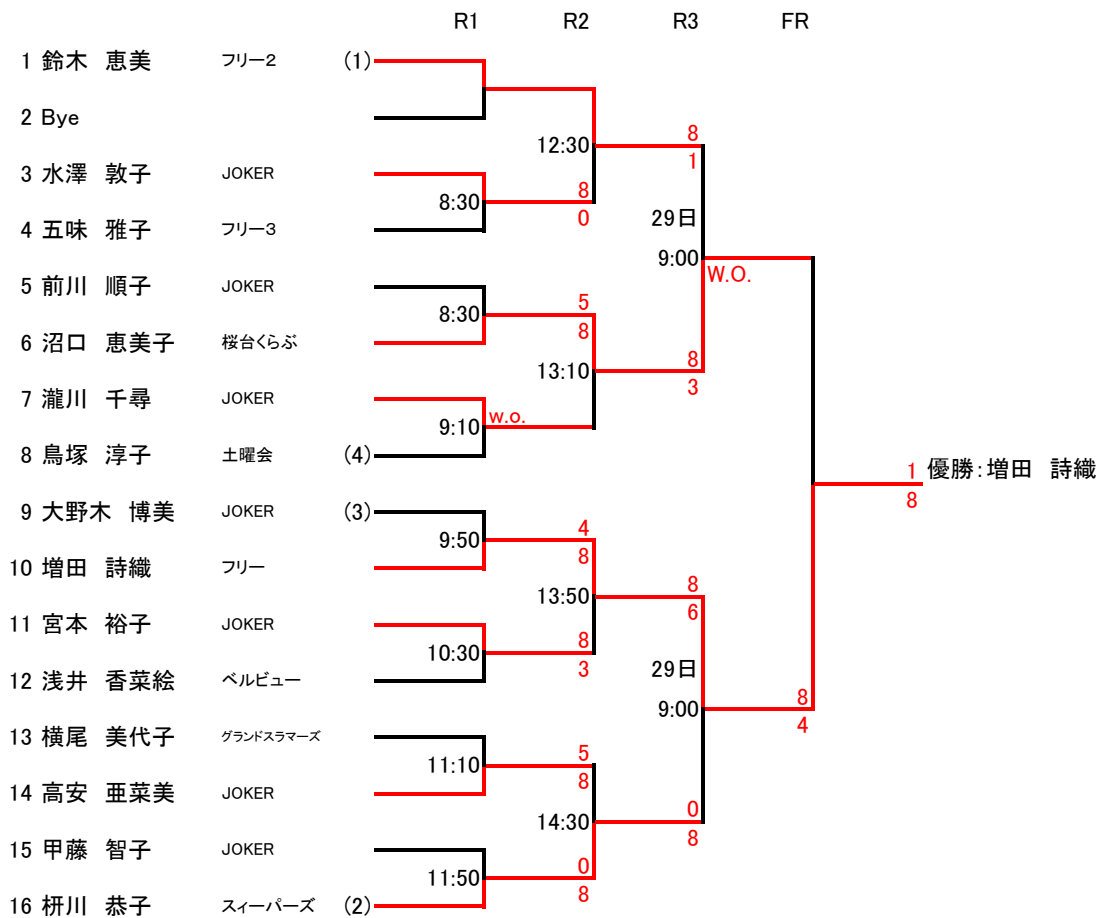 R1 R2 R3 FR
1 鈴木 恵美 フリー2 (1)
2 Bye
12:30 8
1
3 水澤 敦子 JOKER
8:30 8
0
4 五味 雅子 フリー3
29日
9:00
W.O.
5 前川 順子 JOKER
8:30 5
8
6 沼口 恵美子 桜台くらぶ
13:10 8
3
7 瀧川 千尋 JOKER
9:10 w.o.
8 鳥塚 淳子 土曜会 (4)
1 優勝:増田 詩織
8
9 大野木 博美 JOKER (3)
9:50 4
8
10 増田 詩織 フリー
13:50 8
6
11 宮本 裕子 JOKER
10:30 8
3
12 浅井 香菜絵 ベルビュー
29日
9:00 8
4
13 横尾 美代子 グランドスラマーズ
11:10 5
8
14 高安 亜菜美 JOKER
14:30 0
8
15 甲藤 智子 JOKER
11:50 0
8
16 枡川 恭子 スィーパーズ (2)